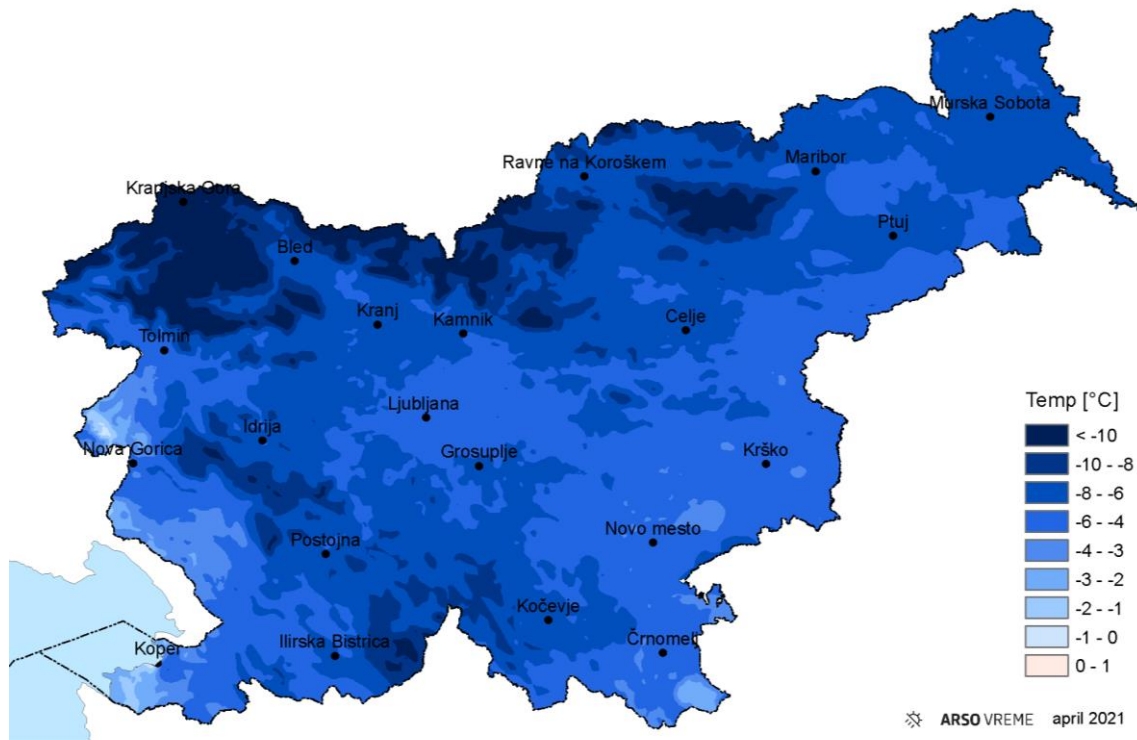 Murska Sobota
Ravne na Koroškem
Maribor
Kranjska Gora
Ptuj
Bled
Kranj
Kamnik
Celje
Tolmin
Ljubljana
Idrija
Nova Gorica
Grosuplje
Krško
Novo mesto
Postojna
Kočevje
Koper
Ilirska Bistrica
Črnomelj
Temp [°C]
< -10
-10 - -8
-8 - -6
-6 - -4
-4 - -3
-3 - -2
-2 - -1
-1 - 0
0 - 1
ARSO VREME april 2021